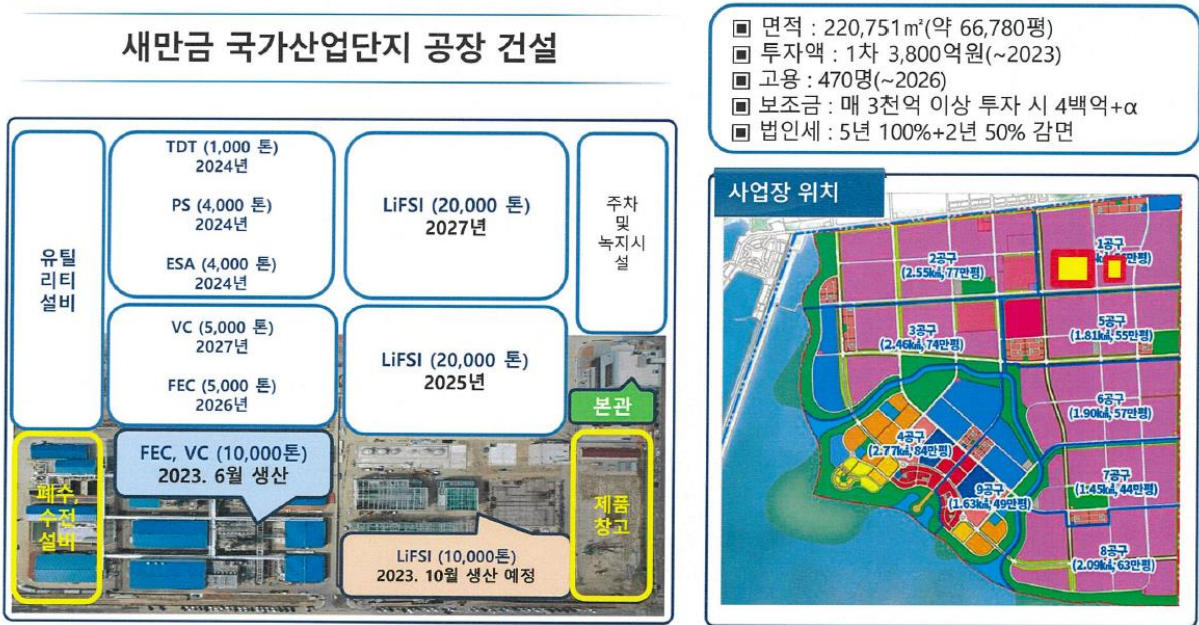 새만금 국가산업단지 공장 건설
▣ 면적 : 220,751㎡(약 66,780평)
▣ 투자액 : 1차 3,800억원(~2023)
▣ 고용 : 470명(~2026)
▣ 보조금 : 매 3천억 이상 투자 시 4백억+α
▣ 법인세 : 5년 100%+2년 50% 감면
유틸
리티
설비
TDT (1,000 톤)
2024년
PS (4,000 톤)
2024년
ESA (4,000 톤)
2024년
LiFSI (20,000 톤)
2027년
주차
및
녹지시
설
VC (5,000 톤)
2027년
FEC (5,000 톤)
2026년
LiFSI (20,000 톤)
2025년
본관
폐수,
수전
설비
FEC, VC (10,000톤)
2023. 6월 생산
LiFSI (10,000톤)
2023. 10월 생산 예정
제품
창고
사업장 위치
1공구
2공구
(2.55㎢, 77만평)
3공구
(2.46㎢, 74만평)
5공구
(1.81㎢, 55만평)
6공구
(1.90㎢, 57만평)
4공구
(2.77㎢, 84만평)
7공구
(1.45㎢, 44만평)
9공구
(1.63㎢, 49만평)
8공구
(2.09㎢, 63만평)